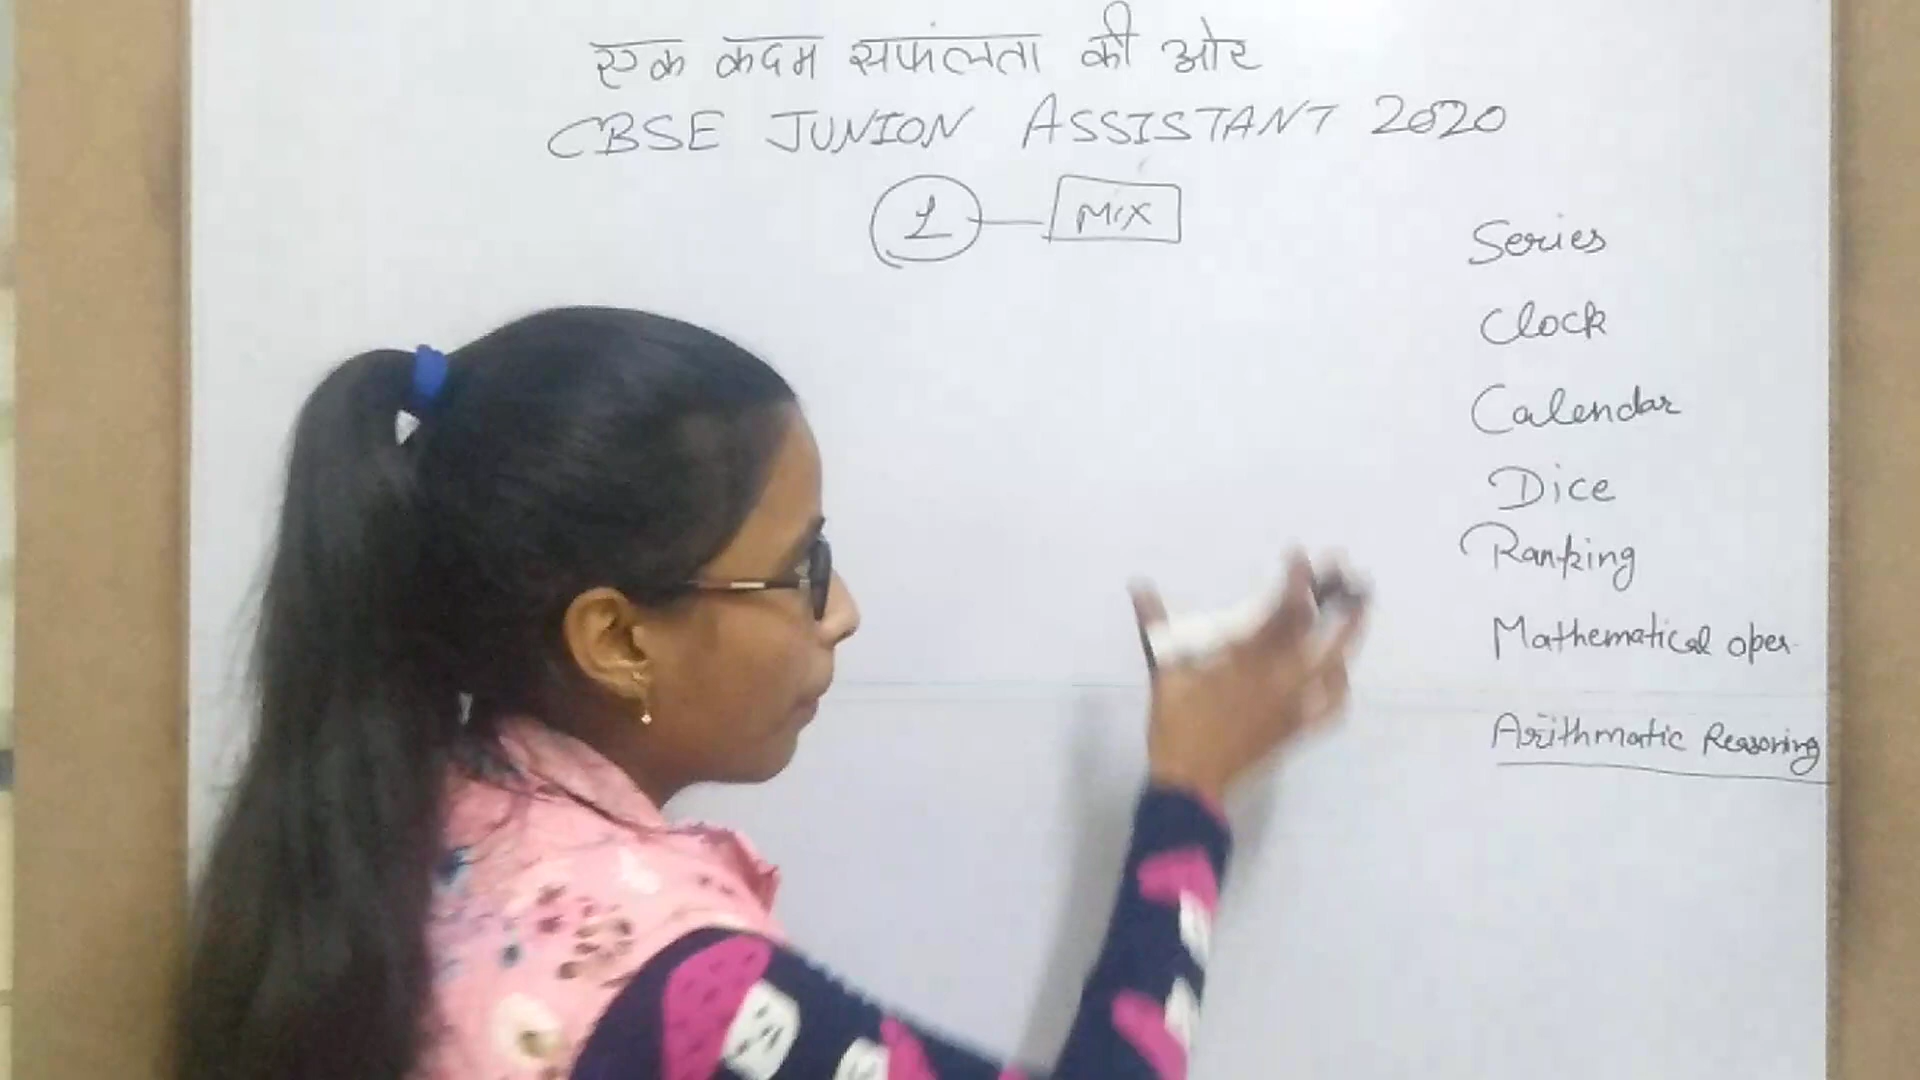 एक कदम सफलता की ओर
CBSE JUNION ASSISTANT 2020
1 MIX
Series
Clock
Calendar
Dice
Ranking
Mathematical oper.
Arithmatic Reasoning